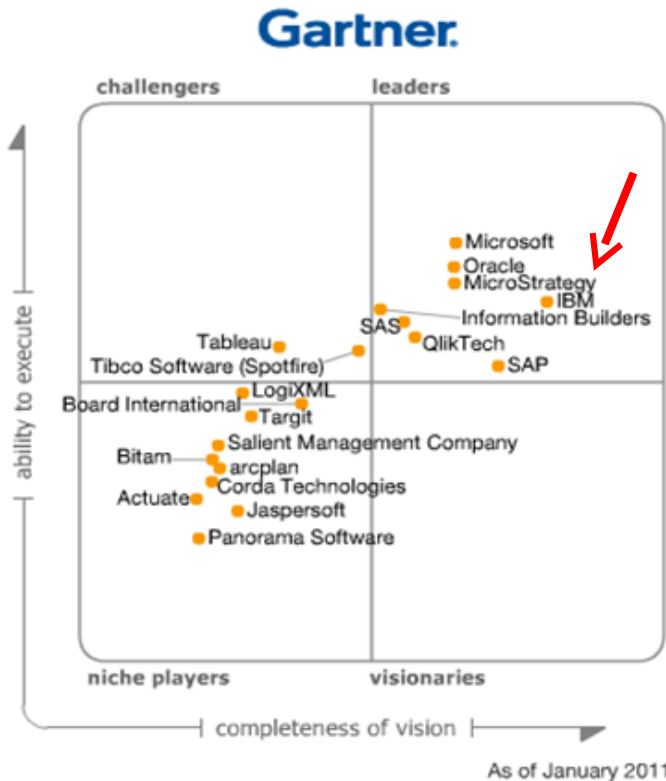 Gartner.
challengers
leaders
Microsoft
Oracle
MicroStrategy
IBM
Information Builders
SAS
Tableau
QlikTech
Tibco Software (Spotfire)
SAP
LogiXML
Board International
Targit
Salient Management Company
Bitam
arcplan
Corda Technologies
Actuate
Jaspersoft
Panorama Software
ability to execute
niche players
visionaries
completeness of vision
As of January 2011